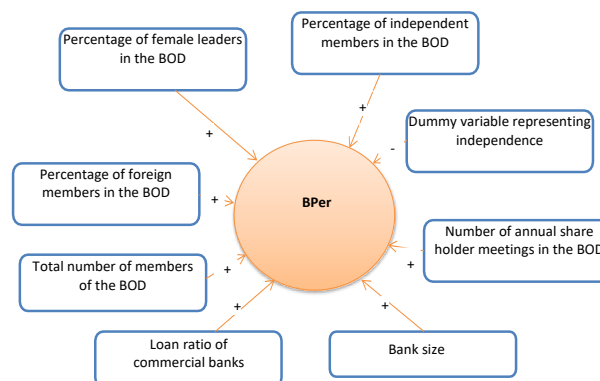 Percentage of female leaders
in the BOD
Percentage of independent
members in the BOD
+
+
Dummy variable representing
independence
-
Percentage of foreign
members in the BOD
+
BPer
Number of annual share
holder meetings in the BOD
+
Total number of members
of the BOD
+
+
Loan ratio of
commercial banks
+
Bank size